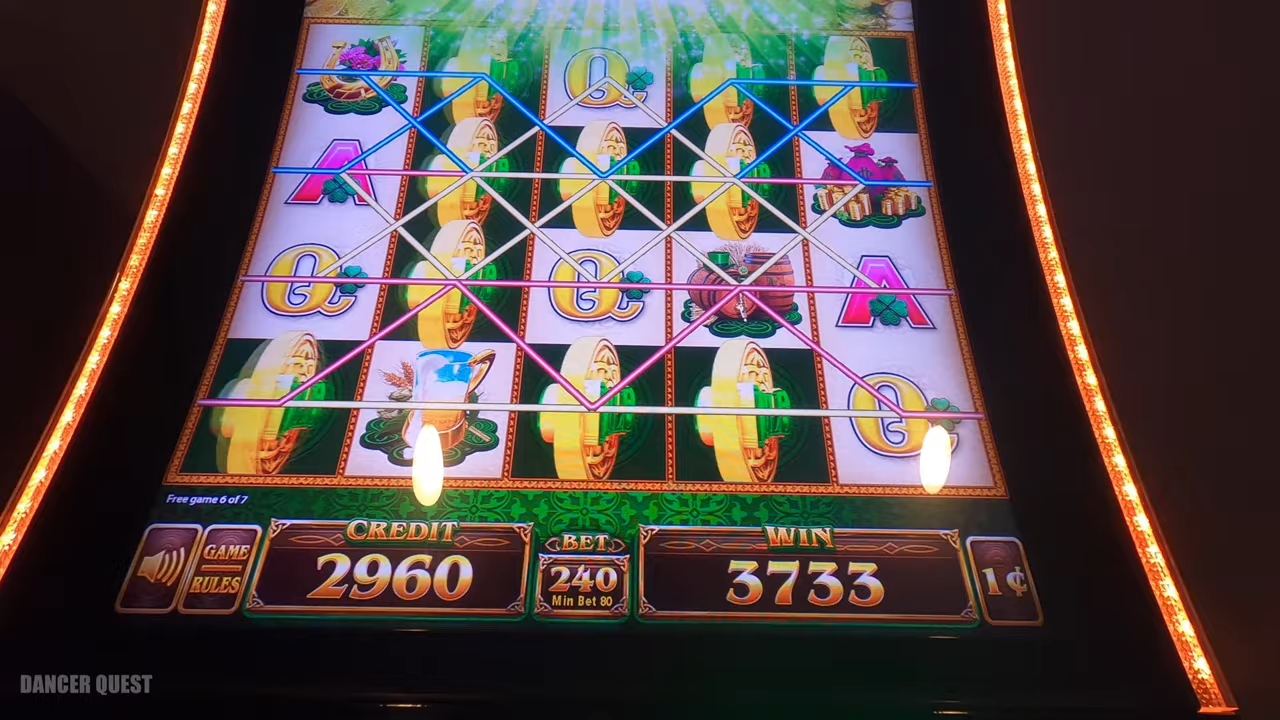 Q
A
Q
Q
A
Q
Free game 6 of 7
GAME
RULES
CREDIT
2960
BET
240
Min Bet 80
WIN
3733
1¢
DANCER QUEST